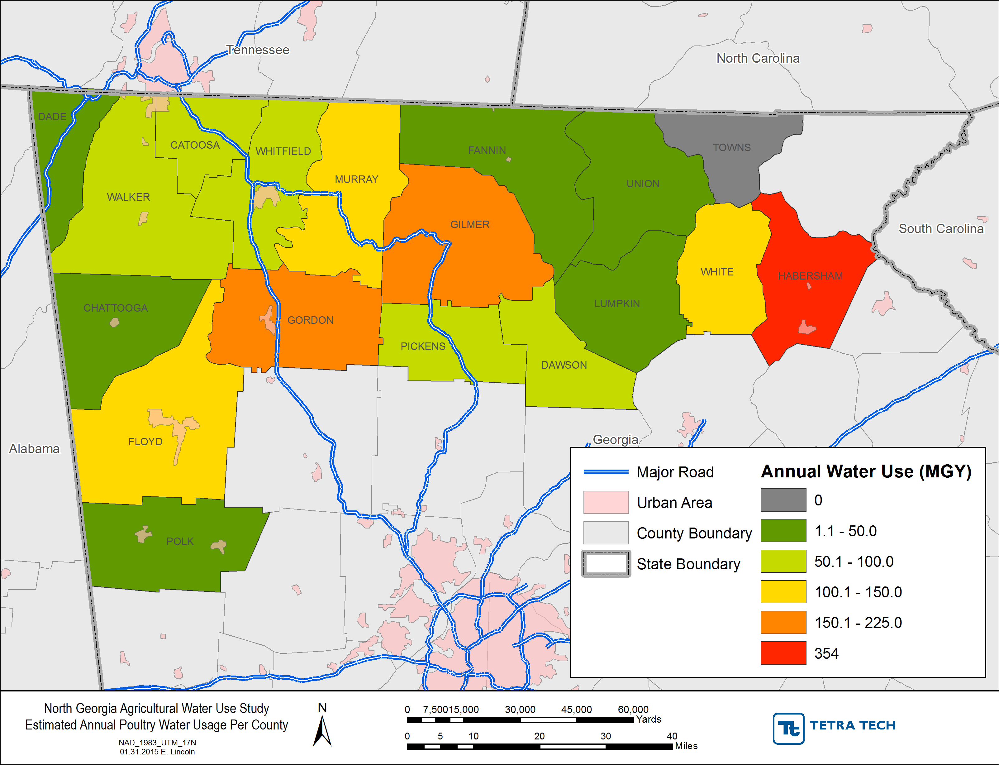 Tennessee
North Carolina
DADE
CATOOSA
WHITFIELD
FANNIN
TOWNS
MURRAY
UNION
WALKER
GILMER
South Carolina
WHITE
HABERSHAM
CHATTOOGA
LUMPKIN
GORDON
PICKENS
DAWSON
Georgia
FLOYD
Alabama
POLK
Major Road
Urban Area
County Boundary
State Boundary
Annual Water Use (MGY)
0
1.1 - 50.0
50.1 - 100.0
100.1 - 150.0
150.1 - 225.0
354
North Georgia Agricultural Water Use Study
Estimated Annual Poultry Water Usage Per County
NAD_1983_UTM_17N
01.31.2015 E. Lincoln
N
0 7,50015,000 30,000 45,000 60,000
Yards
0 5 10 20 30 40
Miles
Tt TETRA TECH